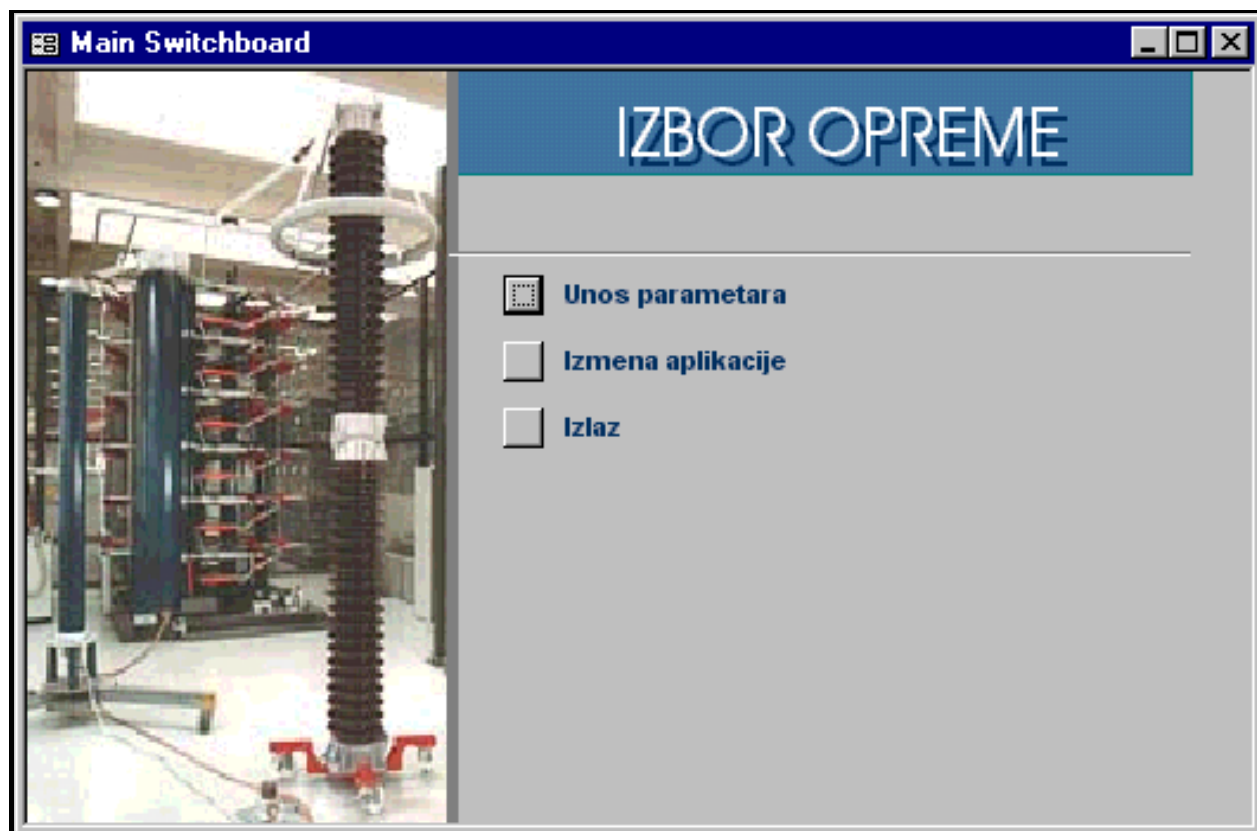 Main Switchboard
IZBOR OPREME
Unos parametara
Izmena aplikacije
Izlaz